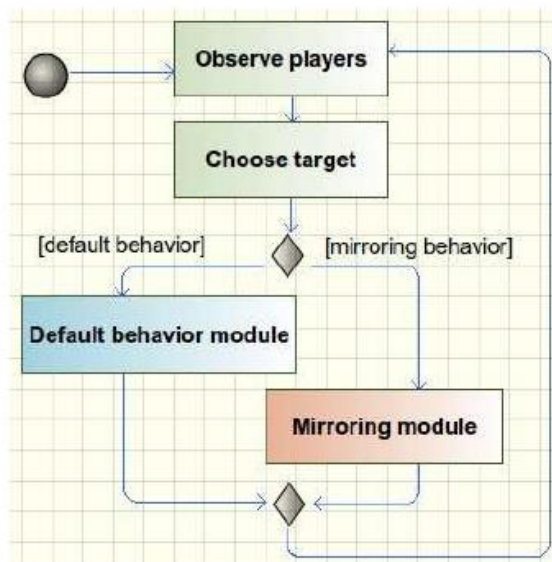 Observe players
Choose target
[default behavior]
[mirroring behavior]
Default behavior module
Mirroring module